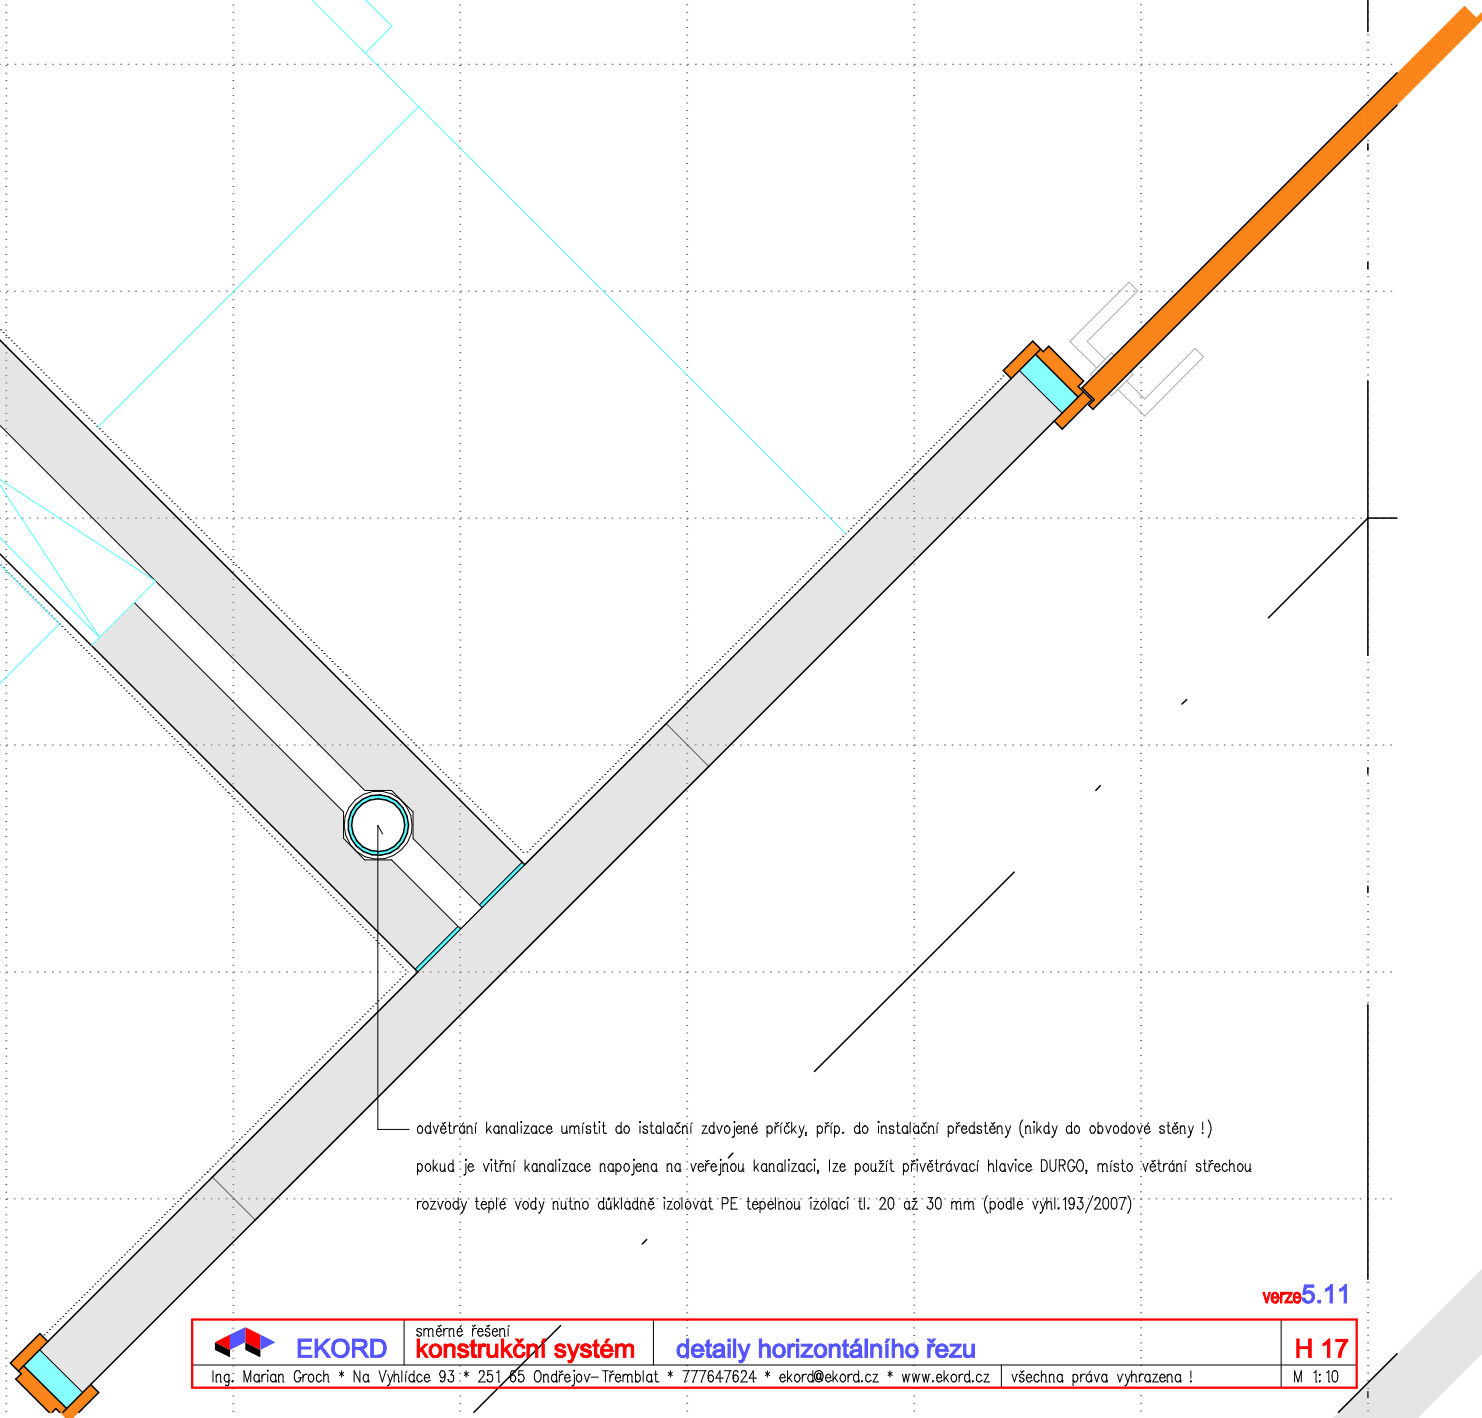 odvětrání kanalizace umístit do istalační zdvojené příčky, příp. do instalační předstěny (nikdy do obvodové stěny !)
pokud je vitřní kanalizace napojena na veřejnou kanalizaci, lze použít přivětrávací hlavice DURGO, místo větrání střechou
rozvody teplé vody nutno důkladně izolovat PE tepelnou izolací tl. 20 až 30 mm (podle vyhl.193/2007)
verze5.11
EKORD
směrné řešení
konstrukční systém
detaily horizontálního řezu
H 17
Ing. Marian Groch * Na Vyhlídce 93 * 251 65 Ondřejov-Třemblat * 777647624 * ekord@ekord.cz * www.ekord.cz
všechna práva vyhrazena !
M 1:10